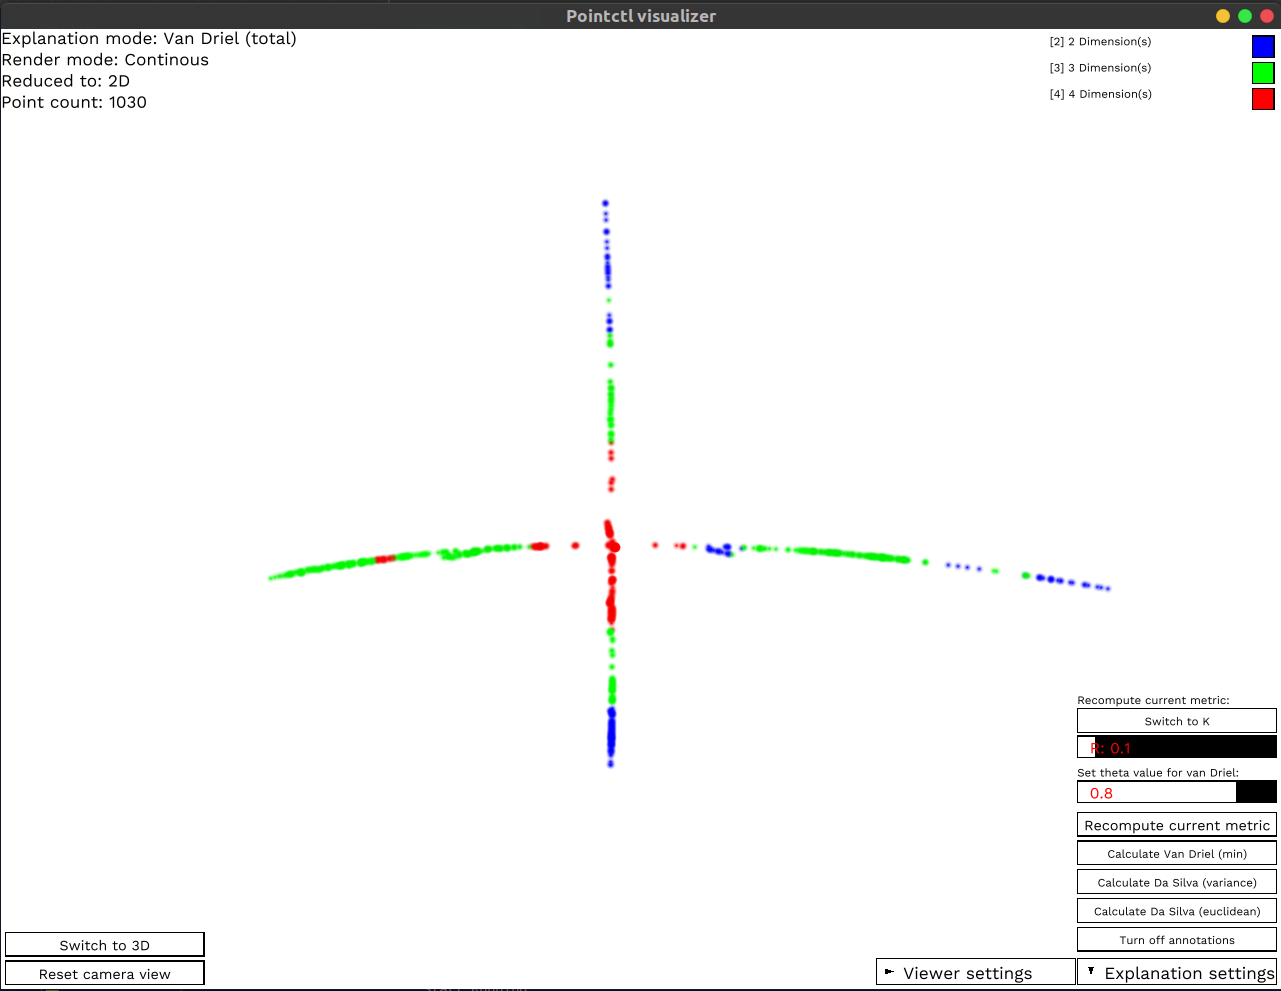 Pointctl visualizer
Explanation mode: Van Driel (total)
Render mode: Continous
Reduced to: 2D
Point count: 1030
[2] 2 Dimension(s)
[3] 3 Dimension(s)
[4] 4 Dimension(s)
Recompute current metric:
Switch to K
R: 0.1
Set theta value for van Driel:
0.8
Recompute current metric
Calculate Van Driel (min)
Calculate Da Silva (variance)
Calculate Da Silva (euclidean)
Turn off annotations
Switch to 3D
Reset camera view
Viewer settings
Explanation settings